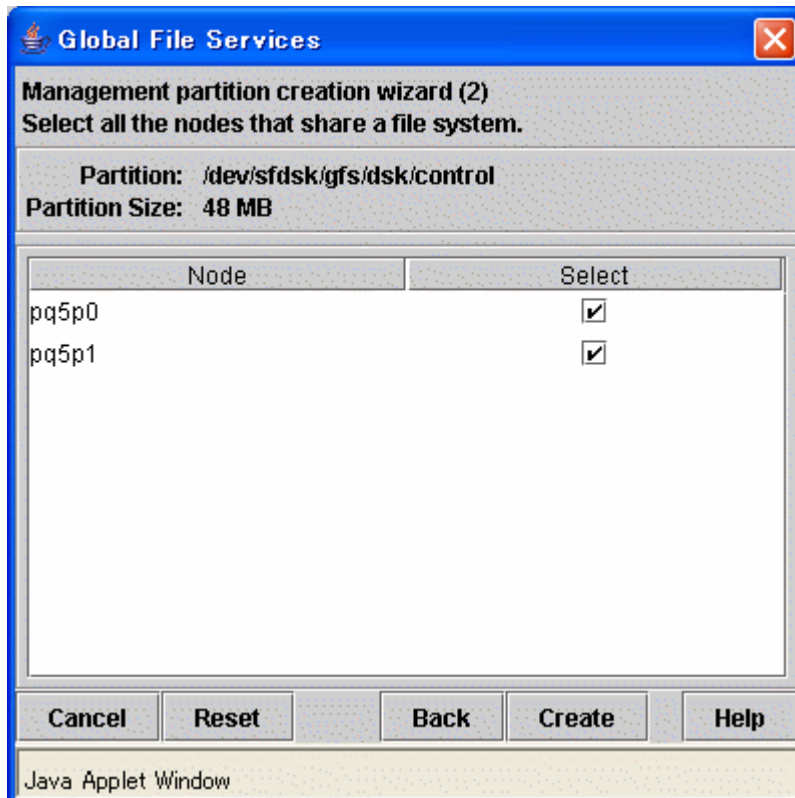 Global File Services
Management partition creation wizard (2)
Select all the nodes that share a file system.
Partition: /dev/sfdsk/gfs/dsk/control
Partition Size: 48 MB
Node Select
pq5p0
pq5p1
Cancel Reset Back Create Help
Java Applet Window